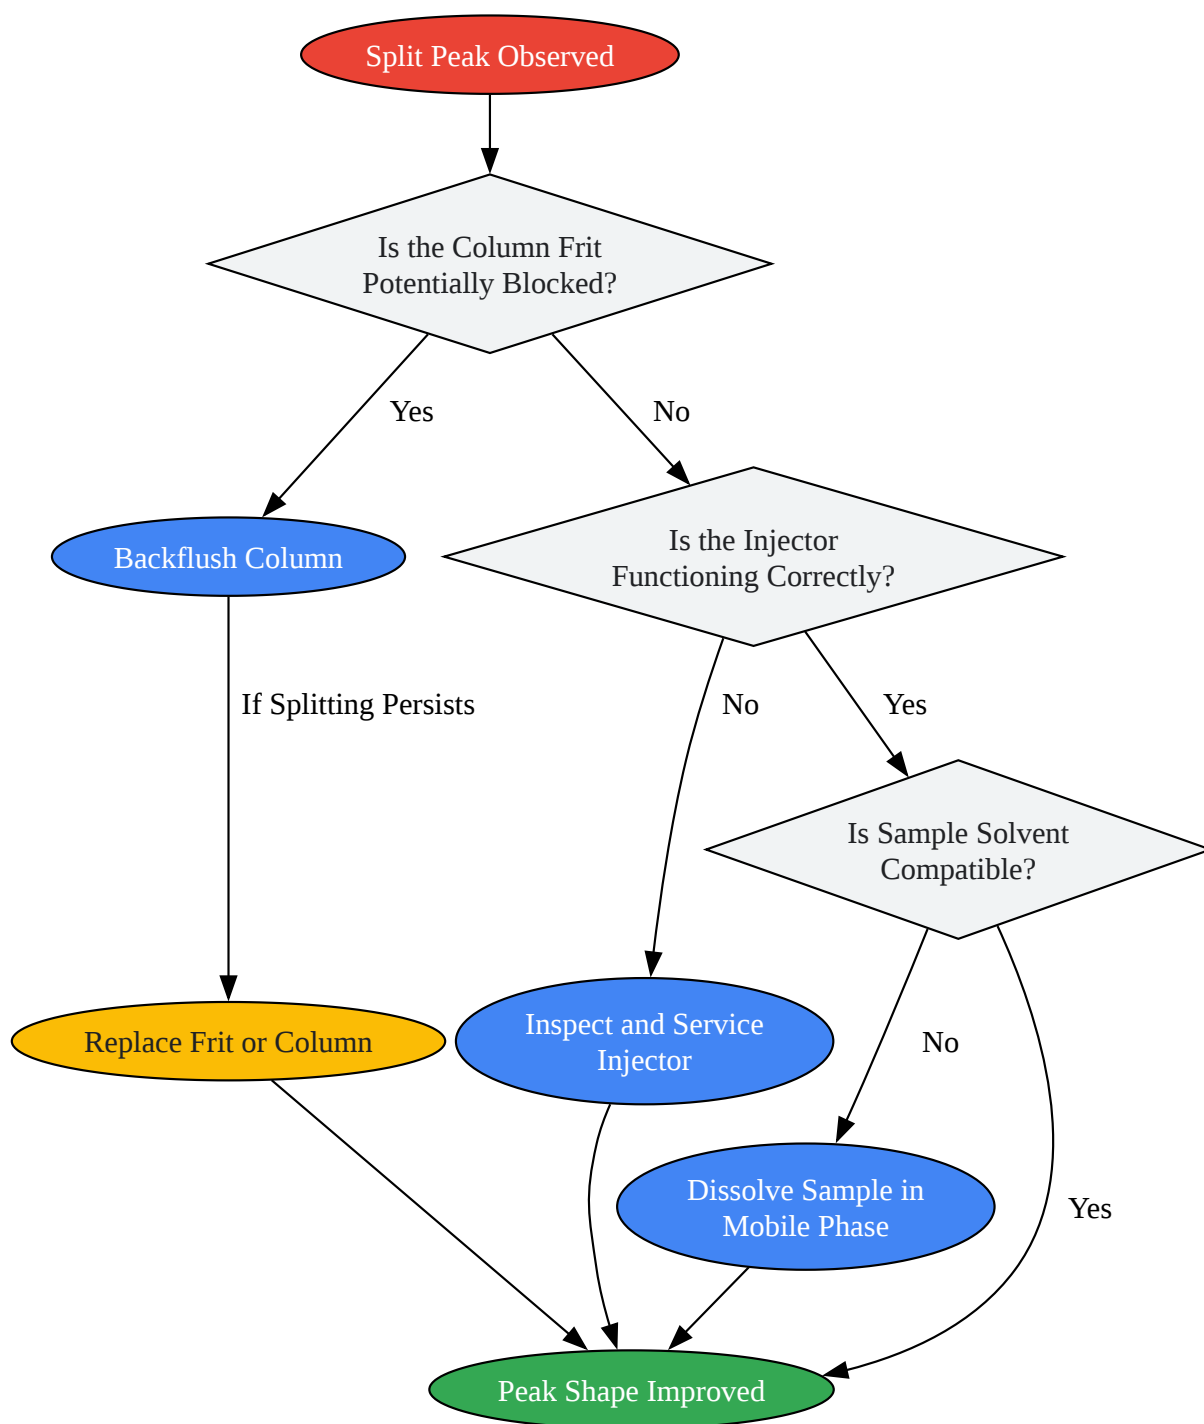 Split Peak Observed
Is the Column Frit
Potentially Blocked?
Yes
No
Backflush Column
Is the Injector
Functioning Correctly?
If Splitting Persists
No
Yes
Is Sample Solvent
Compatible?
Replace Frit or Column
Inspect and Service
Injector
No
Dissolve Sample in
Mobile Phase
Yes
Peak Shape Improved